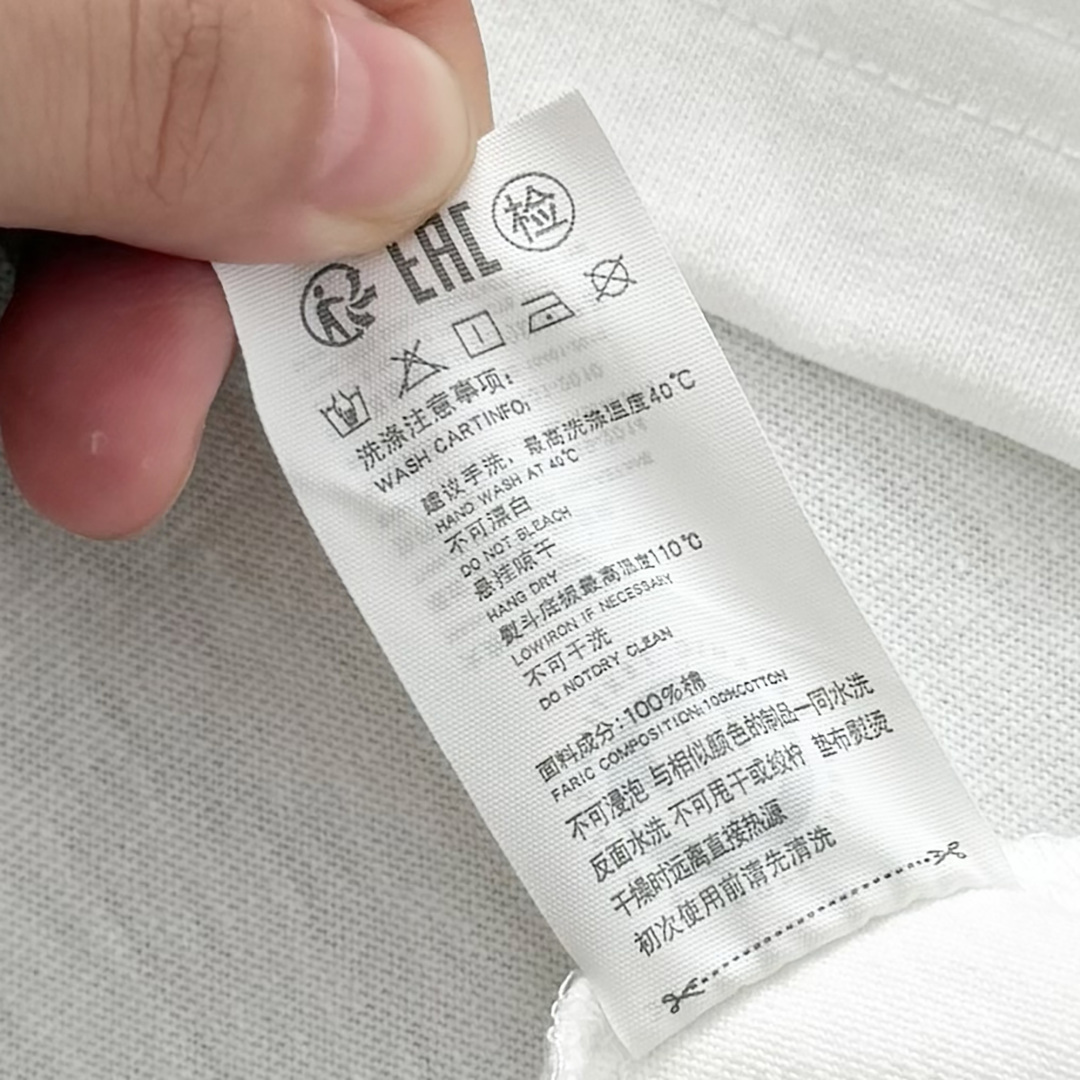 EAC 检
洗涤注意事项:
WASH CARTINFO;
建议手洗,最高洗涤温度40℃
HAND WASH AT 40℃
不可漂白
DO NOT BLEACH
悬挂晾干
HANG DRY
熨斗底板最高温度110℃
LOWIRON IF NECESSARY
不可干洗
DO NOTDRY CLEAN
面料成分:100%棉
FARIC COMPOSITION:100%COTTON
不可浸泡 与相似颜色的制品一同水洗
反面水洗 不可甩干或绞柠 垫布熨烫
干燥时远离直接热源
初次使用前请先清洗